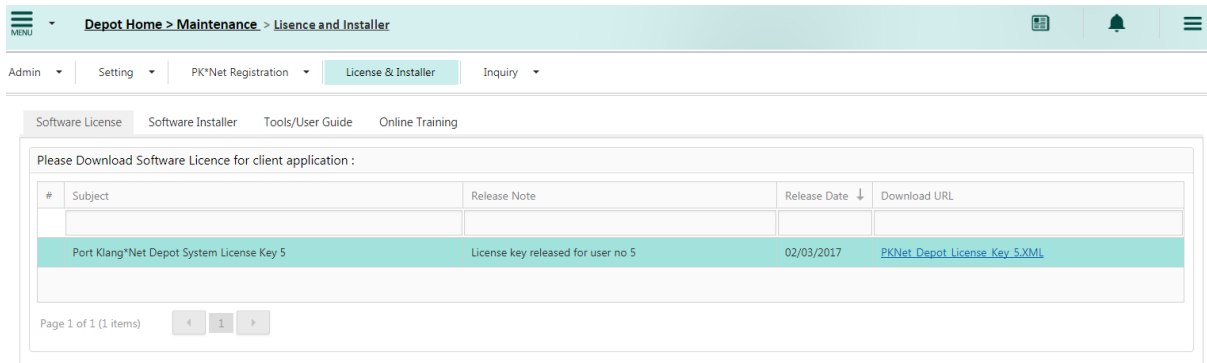 MENU
Depot Home > Maintenance > Lisence and Installer
Admin Setting PK*Net Registration License & Installer Inquiry
Software License Software Installer Tools/User Guide Online Training
Please Download Software Licence for client application :
# Subject Release Note Release Date ↓ Download URL
Port Klang*Net Depot System License Key 5 License key released for user no 5 02/03/2017 PKNet_Depot_License_Key_5.XML
Page 1 of 1 (1 items) 1